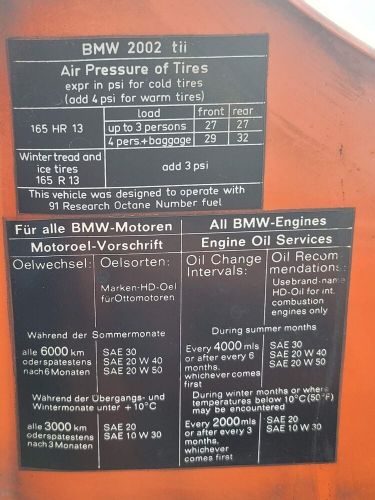 BMW 2002 tii
Air Pressure of Tires
expr in psi for cold tires
(add 4 psi for warm tires)
load front rear
165 HR 13 up to 3 persons 27 27
4 pers.+baggage 29 32
Winter tread and
ice tires
165 R 13
add 3 psi
This vehicle was designed to operate with
91 Research Octane Number fuel
Für alle BMW-Motoren
Motoroel-Vorschrift
Oelwechsel: Oelsorten:
Marken-HD-Oel
für Ottomotoren
Während der Sommermonate
alle 6000 km
oder spätestens
nach 6 Monaten
SAE 30
SAE 20 W 40
SAE 20 W 50
Während der Übergangs- und
Wintermonate unter +10°C
alle 3000 km
oder spätestens
nach 3 Monaten
SAE 20
SAE 10 W 30
All BMW-Engines
Engine Oil Services
Oil Change
Intervals:
Oil Recom
mendations:
Use brand-name
HD-Oil for int.
combustion
engines only
During summer months
Every 4000 mls
or after every 6
months,
whichever comes
first
SAE 30
SAE 20 W 40
SAE 20 W 50
During winter months or where
temperatures below 10°C (50°F)
may be encountered
Every 2000 mls
or after every 3
months,
whichever
comes first
SAE 20
SAE 10 W 30